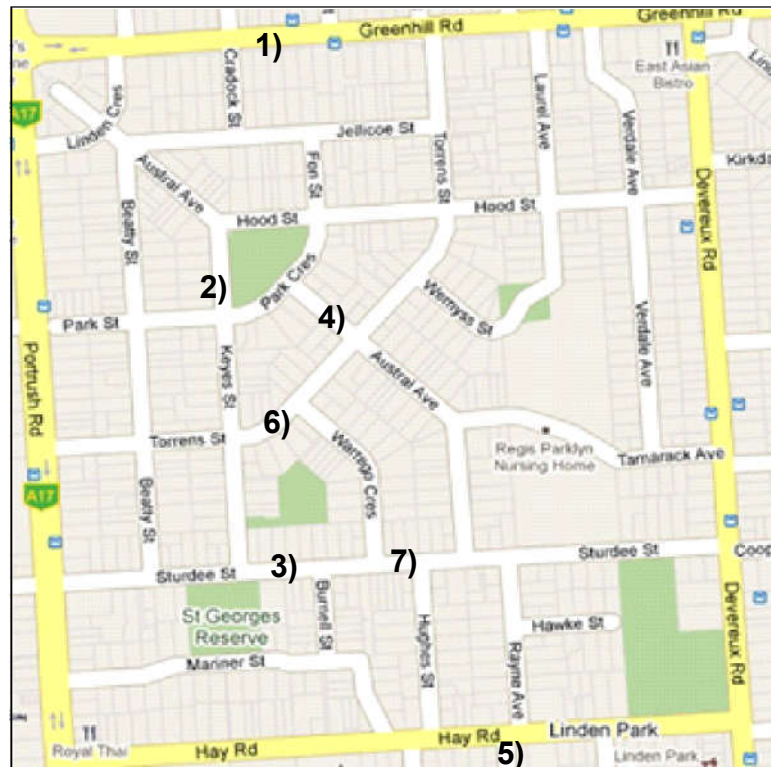 Greenhill Rd
Greenhill Rd
1)
East Asian
Bistro
Cradock St
Laurel Ave
A17
Linden Cres
Jellicoe St
Verdale Ave
Fon St
Torrens St
Austral Ave
Devereux Rd
Beatty St
Hood St
Hood St
2)
Park Cres
Park St
4)
Wemyss St
Verdale Ave
Portrush Rd
Keyes St
Austral Ave
6)
Torrens St
Warrego Cres
Regis Parklyn
Nursing Home
Tamarack Ave
A17
Beatty St
Sturdee St
3)
7)
Sturdee St
Coop
St Georges
Reserve
Burnell St
Hughes St
Rayne Ave
Hawke St
Devereux Rd
Mariner St
Royal Thai
Hay Rd
Hay Rd
5)
Linden Park
Linden Park